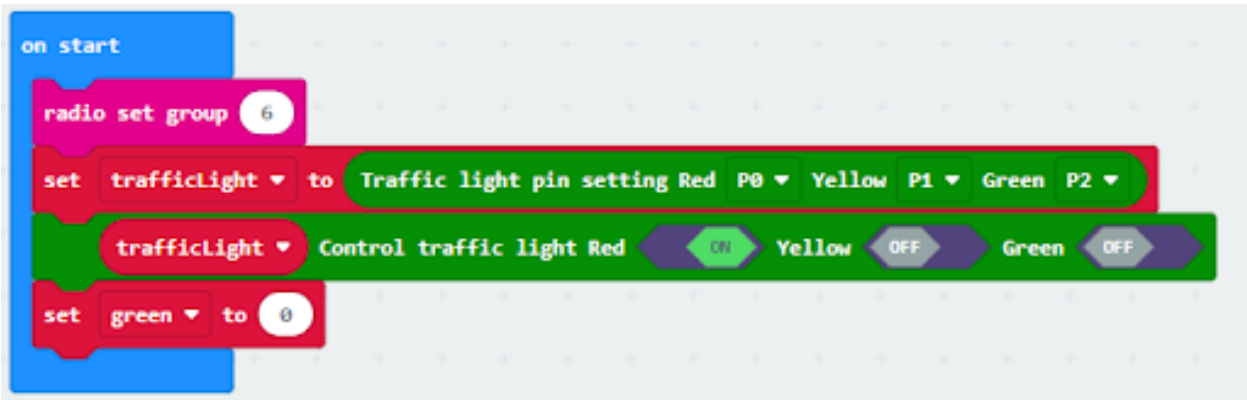 on start
radio set group 6
set trafficLight to Traffic light pin setting Red P0 Yellow P1 Green P2
trafficLight Control traffic light Red ON Yellow OFF Green OFF
set green to 0